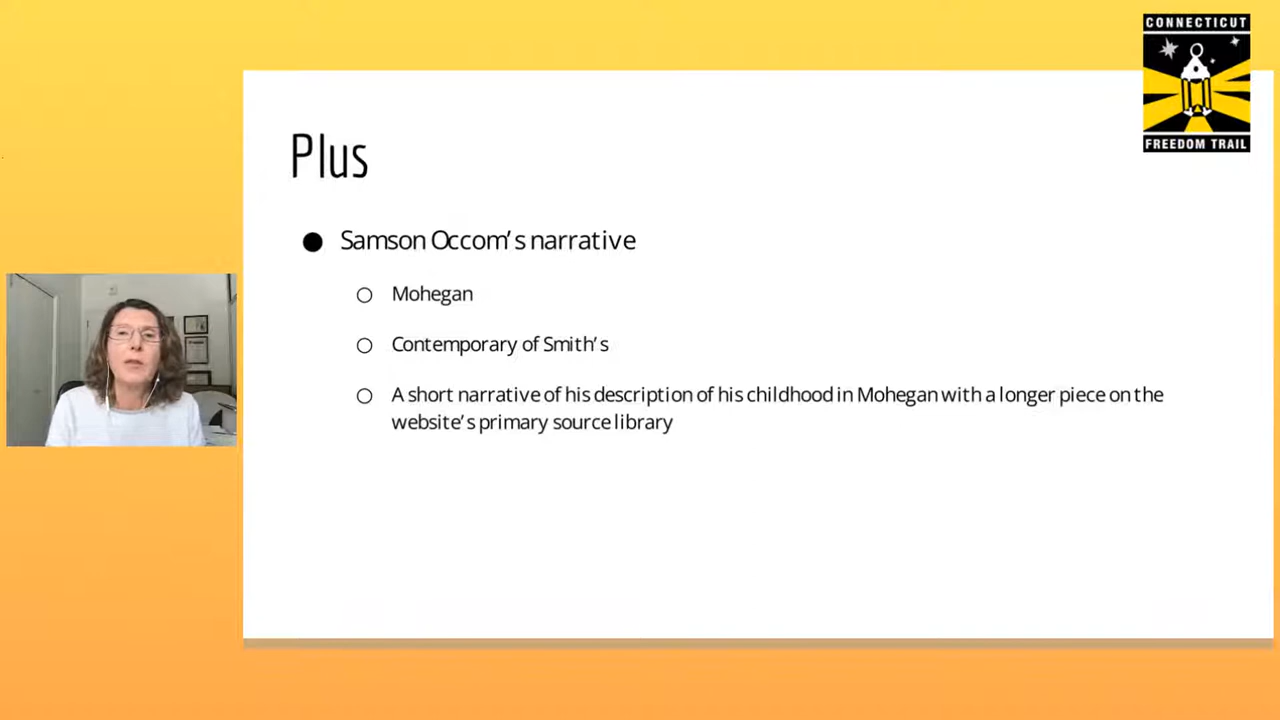 CONNECTICUT
FREEDOM TRAIL
Plus
● Samson Occom's narrative
○ Mohegan
○ Contemporary of Smith's
○ A short narrative of his description of his childhood in Mohegan with a longer piece on the
website's primary source library